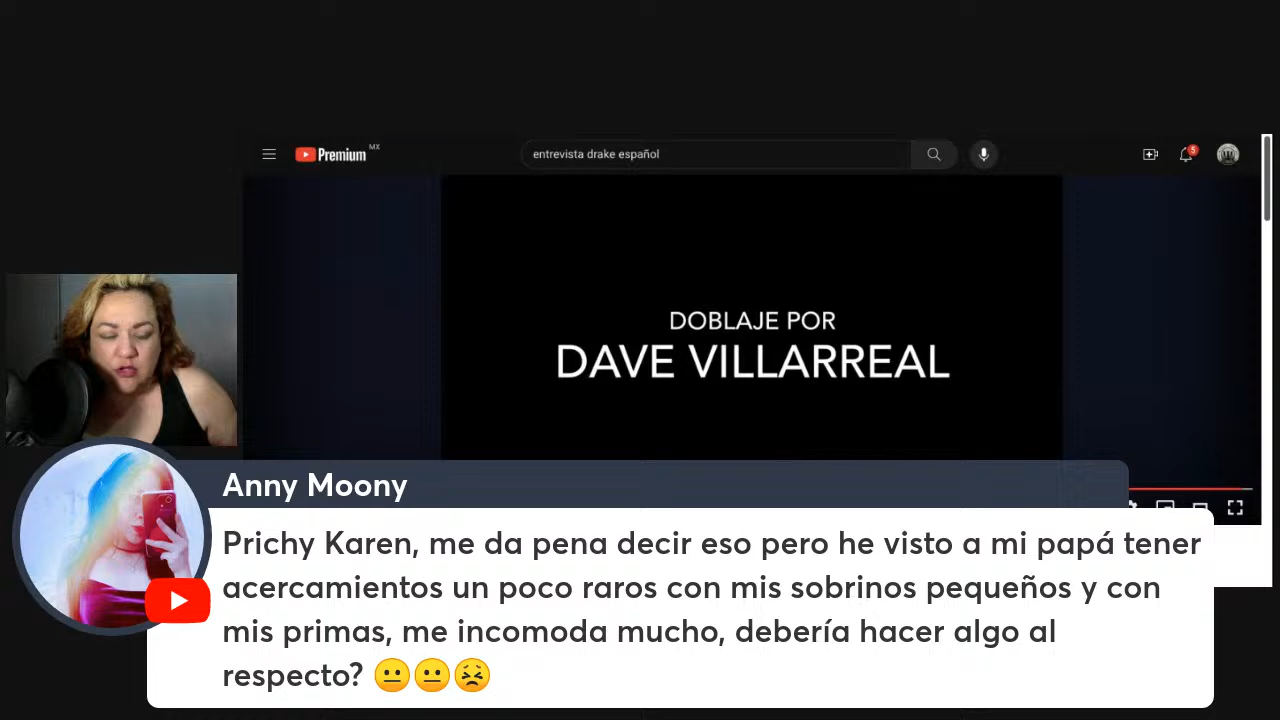 Premium MX
entrevista drake español
5
DOBLAJE POR
DAVE VILLARREAL
Anny Moony
Prichy Karen, me da pena decir eso pero he visto a mi papá tener
acercamientos un poco raros con mis sobrinos pequeños y con
mis primas, me incomoda mucho, debería hacer algo al
respecto? 😐😐😣